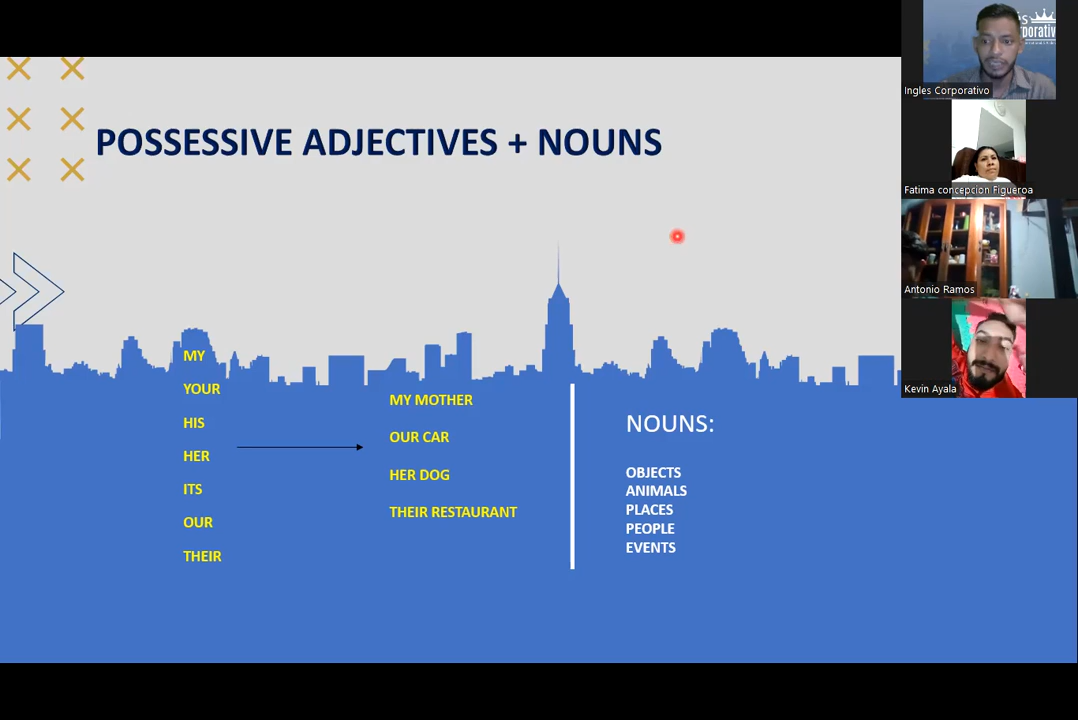 POSSESSIVE ADJECTIVES + NOUNS
MY
YOUR
HIS
HER
ITS
OUR
THEIR
MY MOTHER
OUR CAR
HER DOG
THEIR RESTAURANT
NOUNS:
OBJECTS
ANIMALS
PLACES
PEOPLE
EVENTS
Ingles Corporativo
Fatima concepcion Figueroa
Antonio Ramos
Kevin Ayala